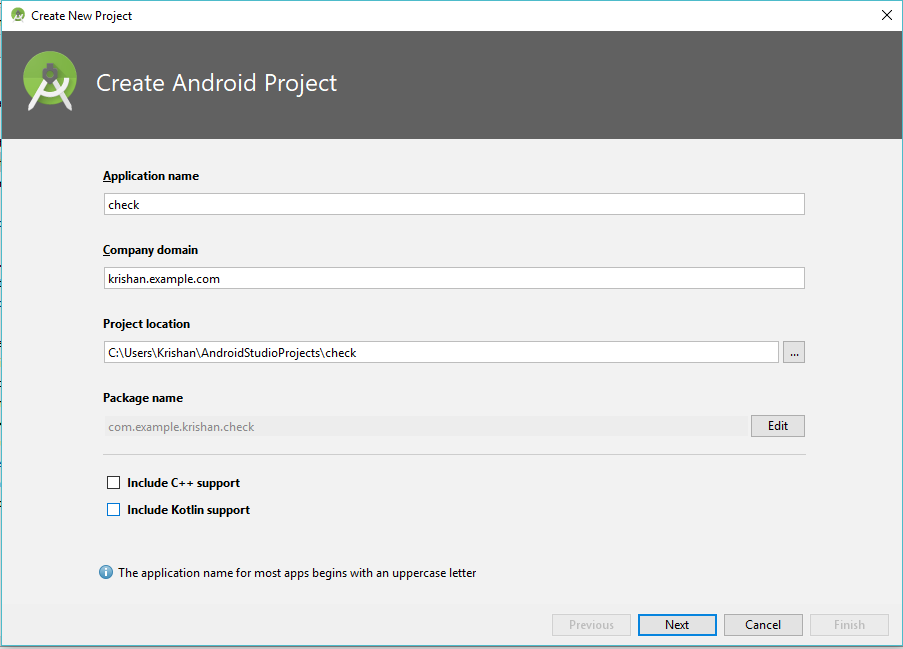 Create New Project
Create Android Project
Application name
check
Company domain
krishan.example.com
Project location
C:\Users\Krishan\AndroidStudioProjects\check
...
Package name
com.example.krishan.check
Edit
Include C++ support
Include Kotlin support
The application name for most apps begins with an uppercase letter
Previous Next Cancel Finish